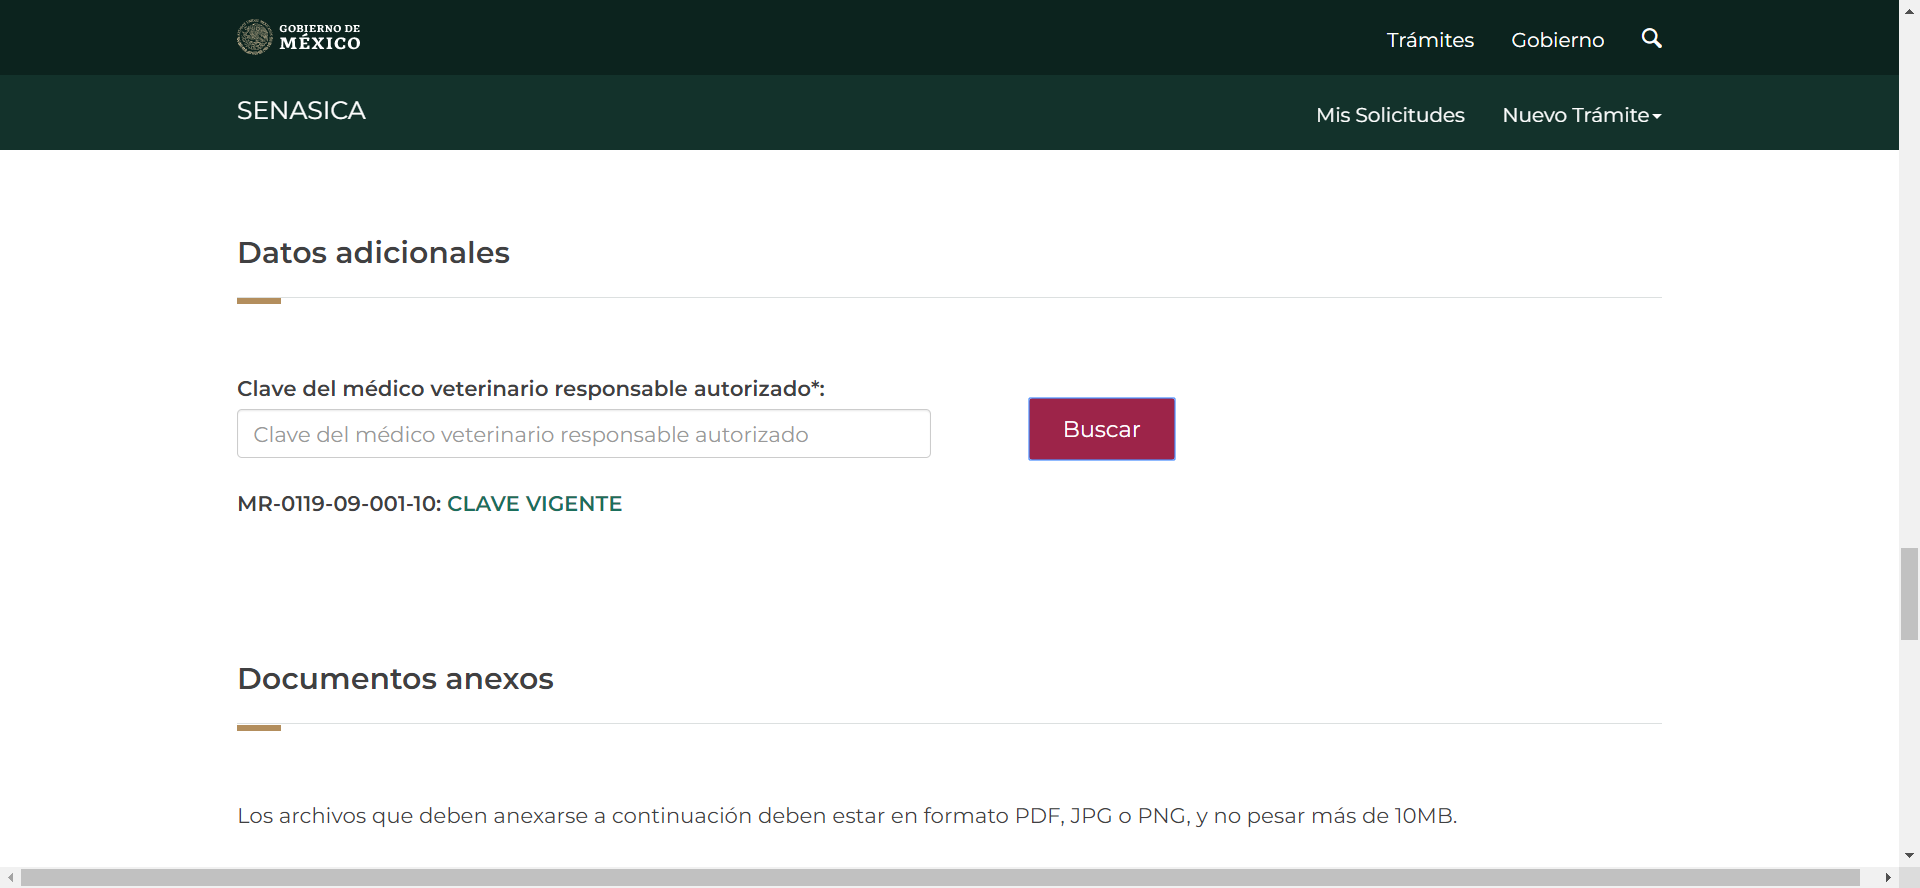 GOBIERNO DE
MÉXICO
Trámites
Gobierno
SENASICA
Mis Solicitudes
Nuevo Trámite
Datos adicionales
Clave del médico veterinario responsable autorizado*:
Clave del médico veterinario responsable autorizado
Buscar
MR-0119-09-001-10: CLAVE VIGENTE
Documentos anexos
Los archivos que deben anexarse a continuación deben estar en formato PDF, JPG o PNG, y no pesar más de 10MB.